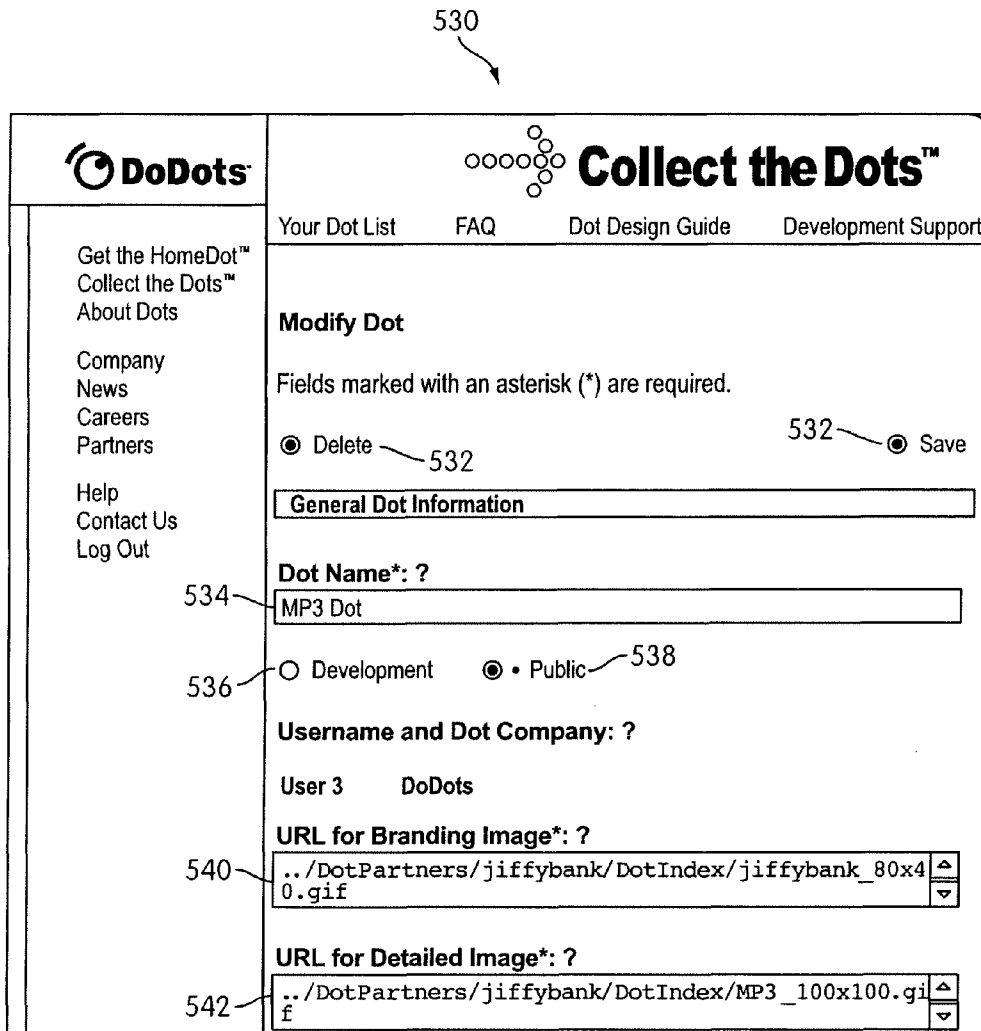 530
DoDots
Collect the Dots™
Your Dot List FAQ Dot Design Guide Development Support
Get the HomeDot™
Collect the Dots™
About Dots
Company
News
Careers
Partners
Help
Contact Us
Log Out
Modify Dot
Fields marked with an asterisk (*) are required.
Delete 532 532 Save
General Dot Information
Dot Name*: ?
534 MP3 Dot
536 Development • Public 538
Username and Dot Company: ?
User 3 DoDots
URL for Branding Image*: ?
540 ../DotPartners/jiffybank/DotIndex/jiffybank_80x4
0.gif
URL for Detailed Image*: ?
542 ../DotPartners/jiffybank/DotIndex/MP3_100x100.gi
f